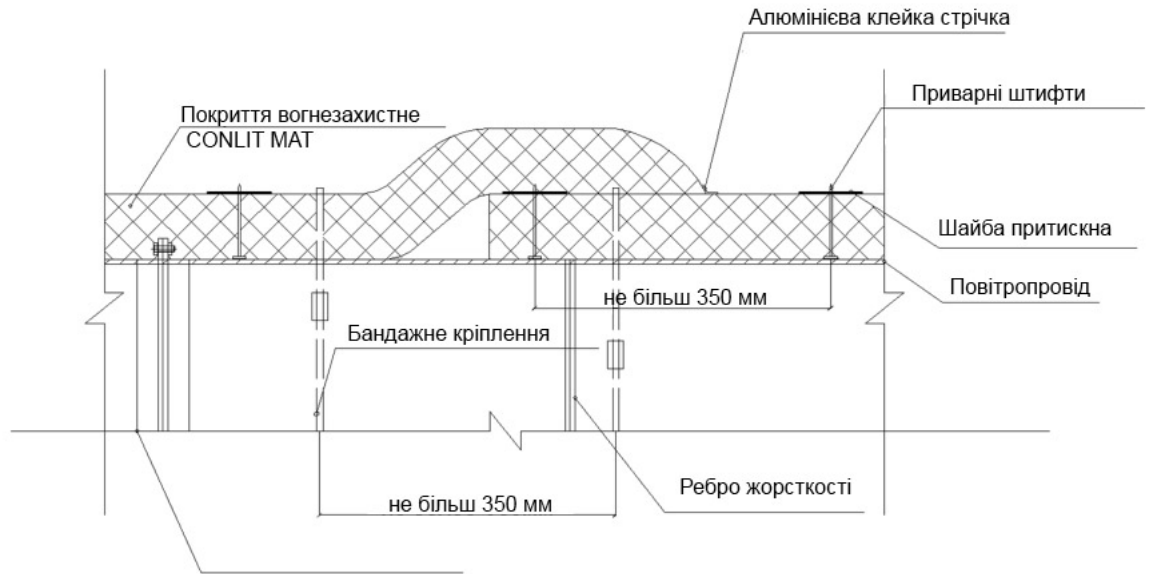 Алюмінієва клейка стрічка
Приварні штифти
Покриття вогнезахистне
CONLIT MAT
Шайба притискна
Повітропровід
не більш 350 мм
Бандажне кріплення
Ребро жорсткості
не більш 350 мм